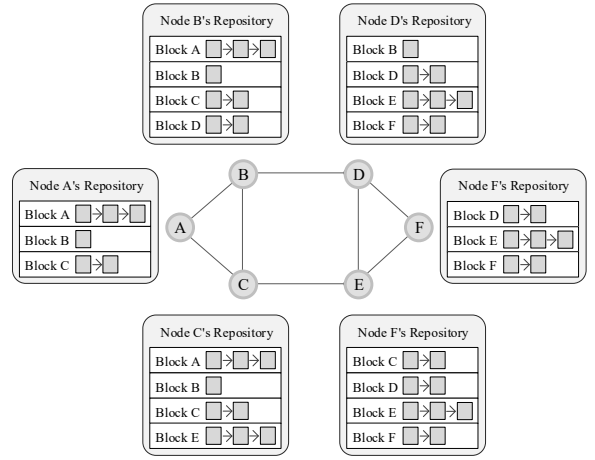 Node B's Repository
Block A
Block B
Block C
Block D
Node D's Repository
Block B
Block D
Block E
Block F
Node A's Repository
Block A
Block B
Block C
B
D
A
F
C
E
Node F's Repository
Block D
Block E
Block F
Node C's Repository
Block A
Block B
Block C
Block E
Node F's Repository
Block C
Block D
Block E
Block F